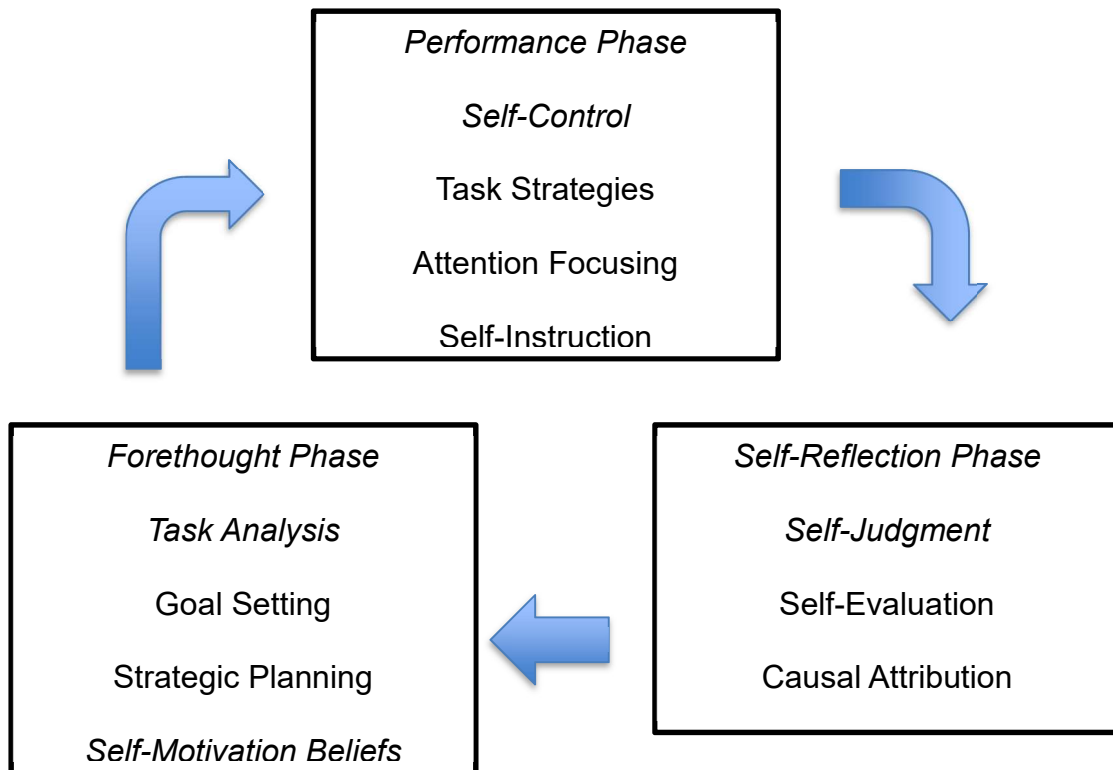 Performance Phase
Self-Control
Task Strategies
Attention Focusing
Self-Instruction
Forethought Phase
Task Analysis
Goal Setting
Strategic Planning
Self-Motivation Beliefs
Self-Reflection Phase
Self-Judgment
Self-Evaluation
Causal Attribution